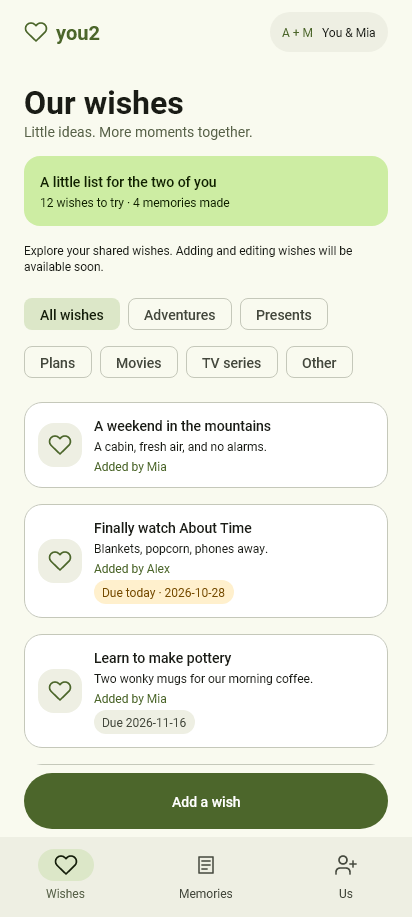 you2
A + M You & Mia
Our wishes
Little ideas. More moments together.
A little list for the two of you
12 wishes to try · 4 memories made
Explore your shared wishes. Adding and editing wishes will be
available soon.
All wishes
Adventures
Presents
Plans
Movies
TV series
Other
A weekend in the mountains
A cabin, fresh air, and no alarms.
Added by Mia
Finally watch About Time
Blankets, popcorn, phones away.
Added by Alex
Due today · 2026-10-28
Learn to make pottery
Two wonky mugs for our morning coffee.
Added by Mia
Due 2026-11-16
Add a wish
Wishes
Memories
Us